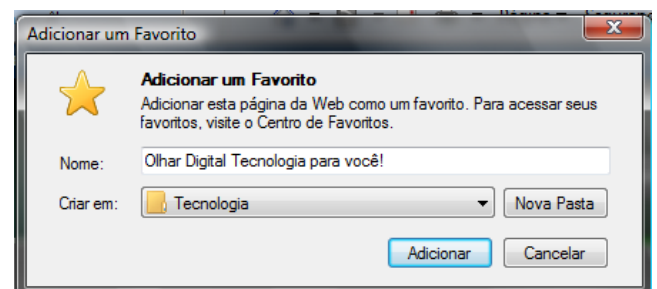 Adicionar um Favorito
Adicionar um Favorito
Adicionar esta página da Web como um favorito. Para acessar seus
favoritos, visite o Centro de Favoritos.
Nome: Olhar Digital Tecnologia para você!
Criar em: Tecnologia Nova Pasta
Adicionar Cancelar